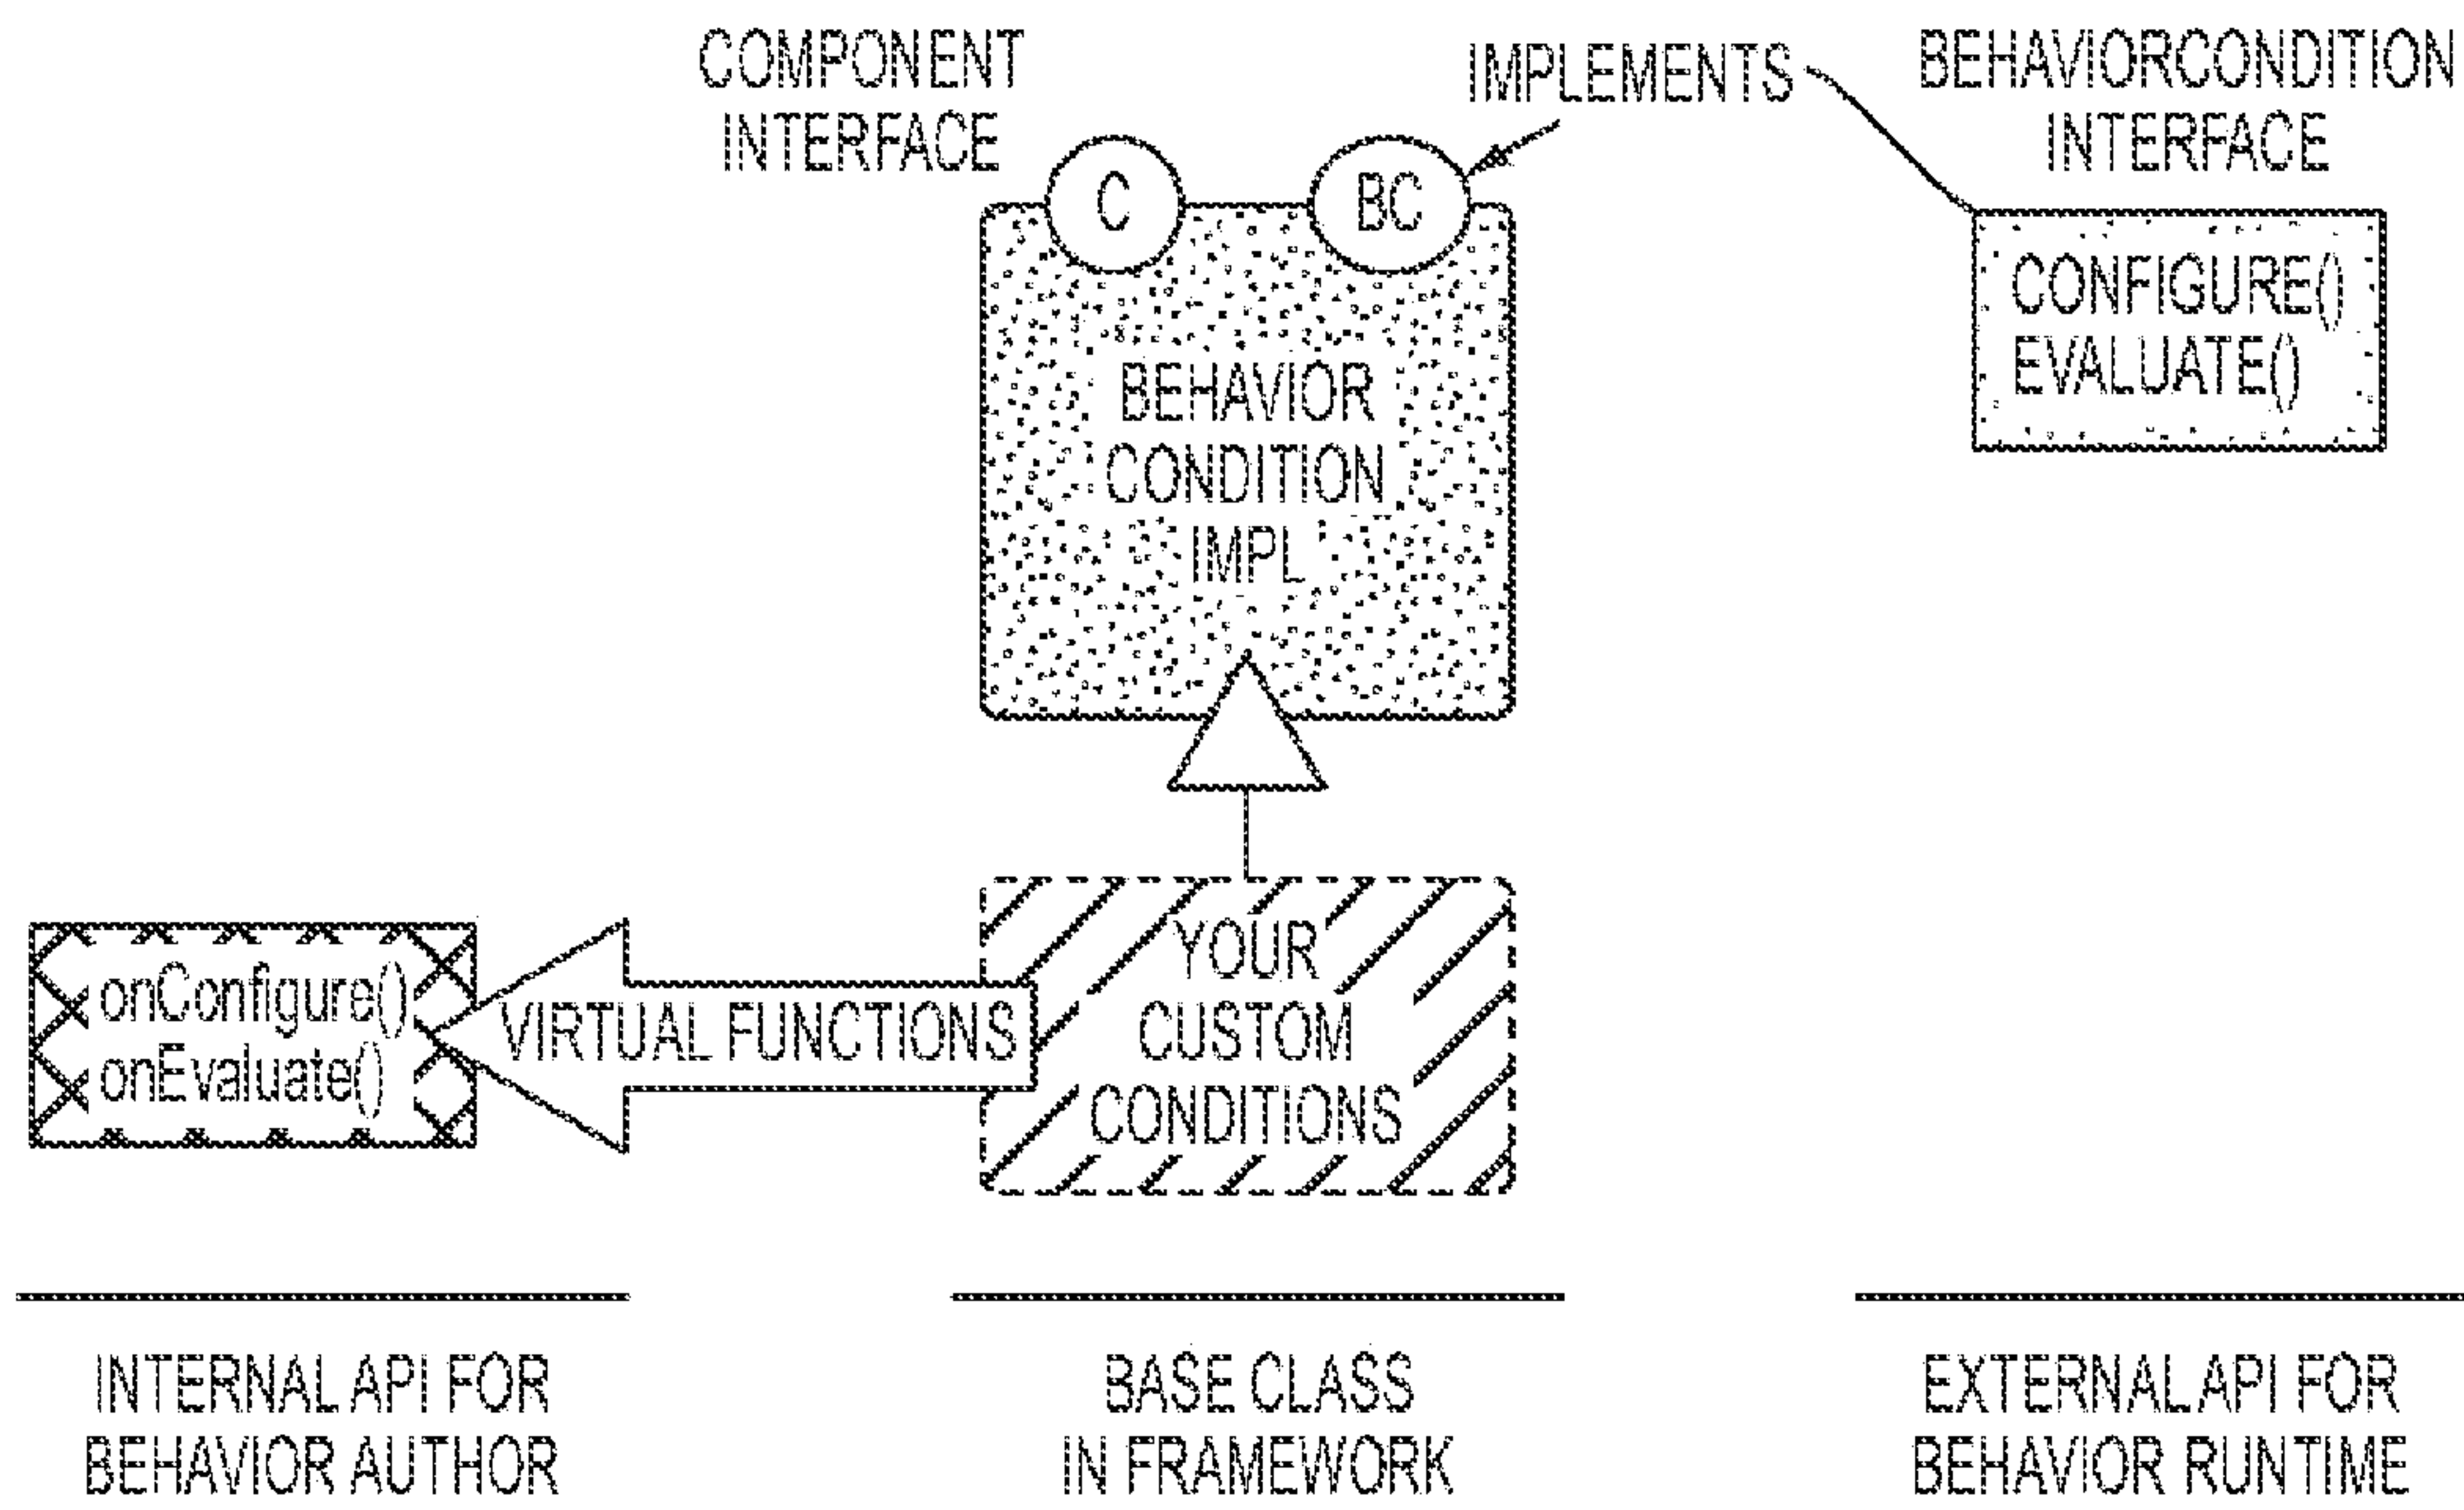 COMPONENT
INTERFACE
IMPLEMENTS
BEHAVIORCONDITION
INTERFACE
C
BC
CONFIGURE()
EVALUATE()
BEHAVIOR
CONDITION
IMPL
onConfigure()
onEvaluate()
VIRTUAL FUNCTIONS
YOUR
CUSTOM
CONDITIONS
INTERNAL API FOR
BEHAVIOR AUTHOR
BASE CLASS
IN FRAMEWORK
EXTERNAL API FOR
BEHAVIOR RUNTIME